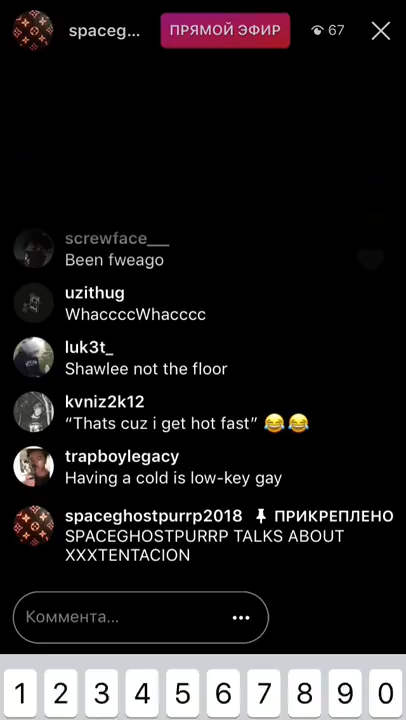 spaceg...
ПРЯМОЙ ЭФИР
67
screwface___
Been fweago
uzithug
WhaccccWhacccc
luk3t_
Shawlee not the floor
kvniz2k12
“Thats cuz i get hot fast” 😂😂
trapboylegacy
Having a cold is low-key gay
spaceghostpurrp2018 📌 ПРИКРЕПЛЕНО
SPACEGHOSTPURRP TALKS ABOUT
XXXTENTACION
Коммента...
1 2 3 4 5 6 7 8 9 0